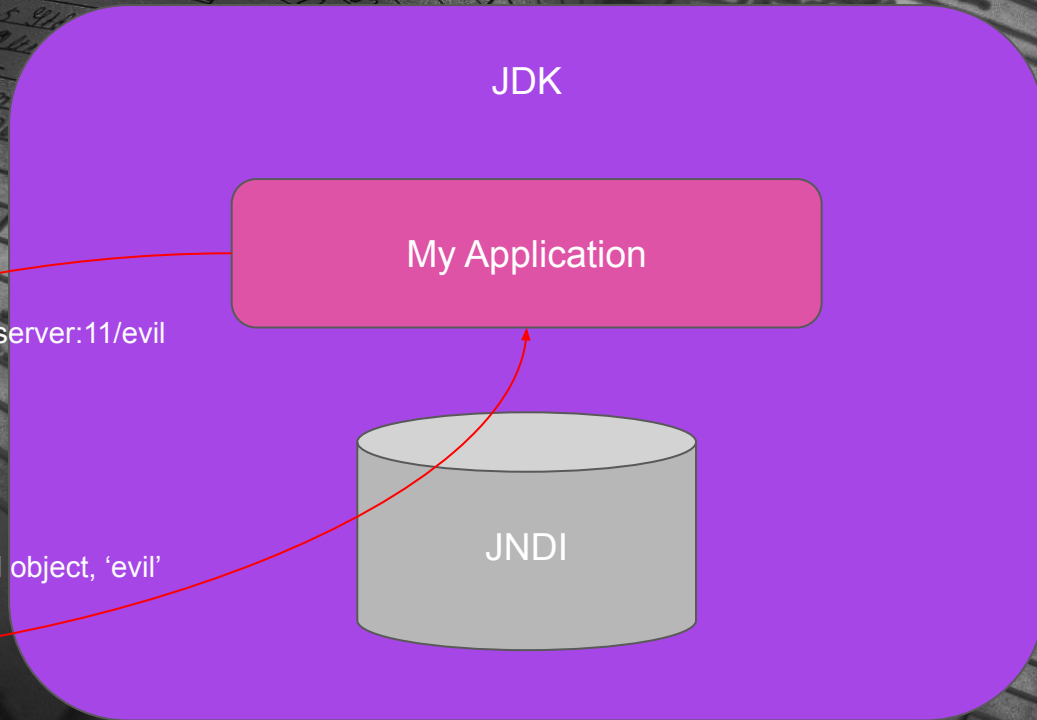 JDK
My Application
server:11/evil
JNDI
object, ‘evil’